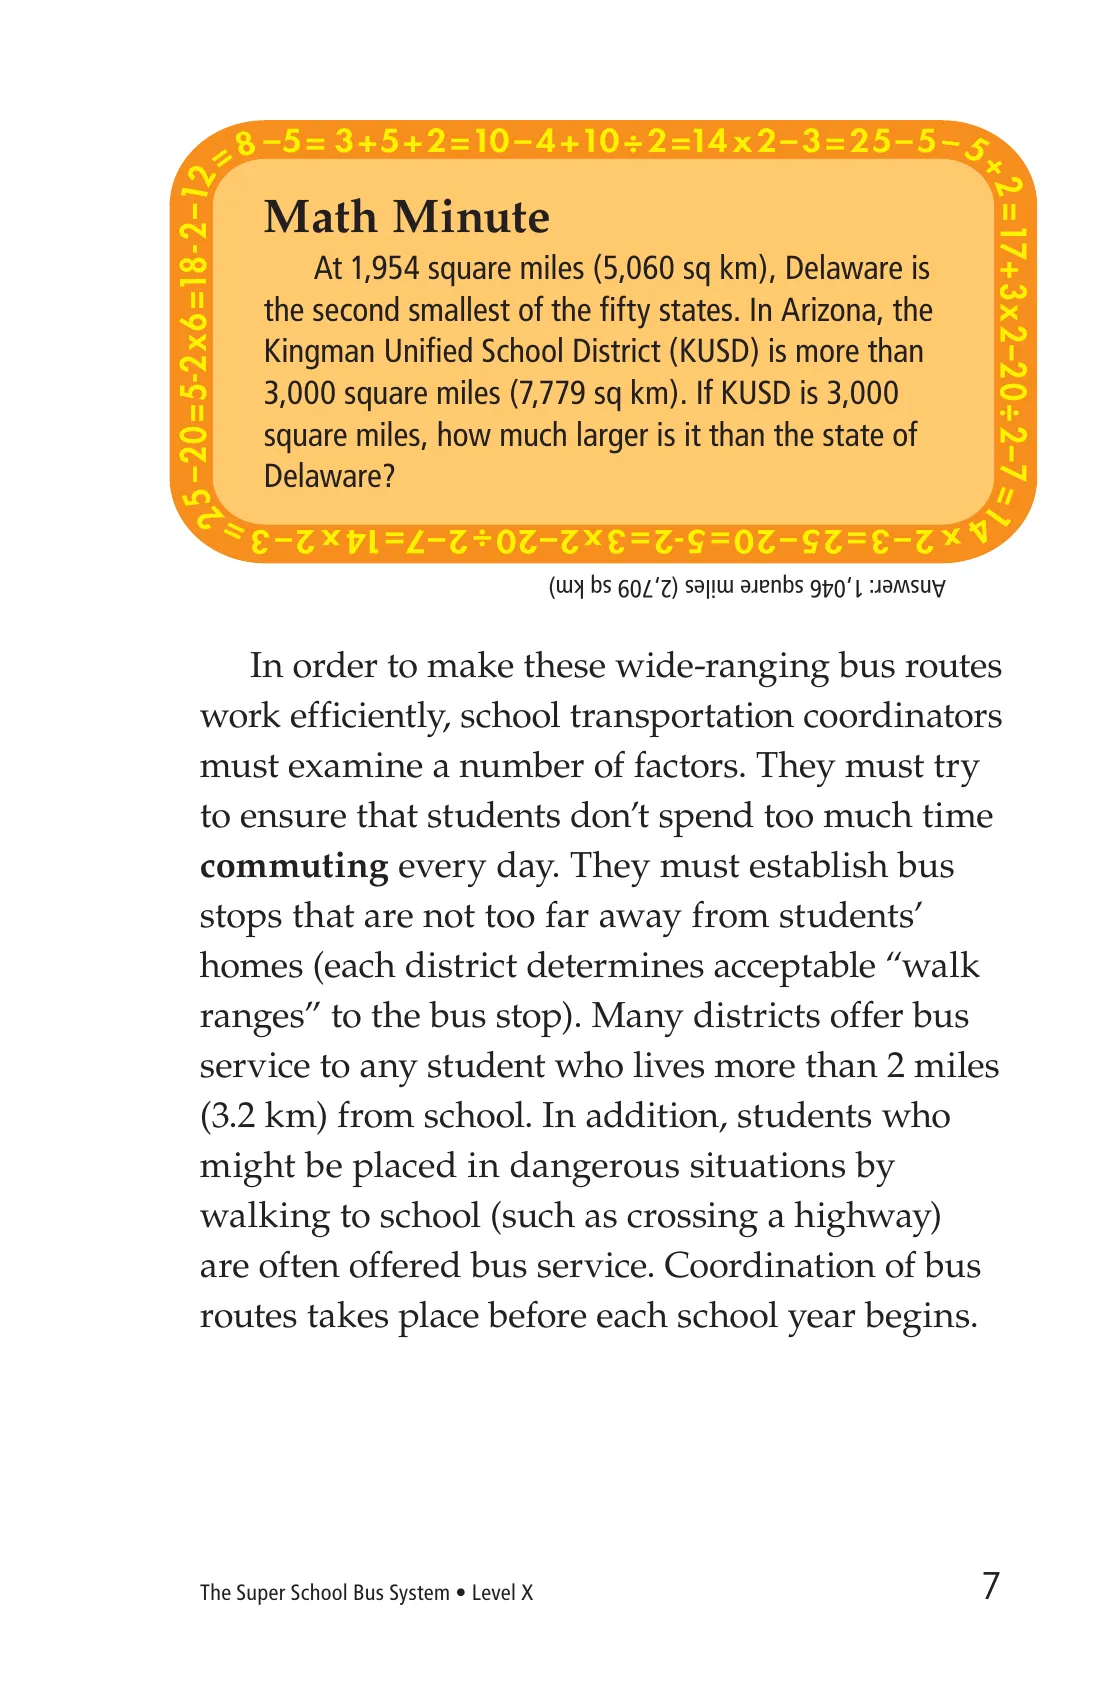 8–5= 3+5+2=10–4+10÷2=14x2–3=25–5–5+2=17+3x2–20÷2–7=14x2–3=25–20=5-2=3x2–20÷2–7=14x2–3=25–20=5-2x6=18-2–12=
Math Minute
At 1,954 square miles (5,060 sq km), Delaware is
the second smallest of the fifty states. In Arizona, the
Kingman Unified School District (KUSD) is more than
3,000 square miles (7,779 sq km). If KUSD is 3,000
square miles, how much larger is it than the state of
Delaware?
Answer: 1,046 square miles (2,709 sq km)
In order to make these wide-ranging bus routes
work efficiently, school transportation coordinators
must examine a number of factors. They must try
to ensure that students don’t spend too much time
commuting every day. They must establish bus
stops that are not too far away from students’
homes (each district determines acceptable “walk
ranges” to the bus stop). Many districts offer bus
service to any student who lives more than 2 miles
(3.2 km) from school. In addition, students who
might be placed in dangerous situations by
walking to school (such as crossing a highway)
are often offered bus service. Coordination of bus
routes takes place before each school year begins.
The Super School Bus System • Level X
7